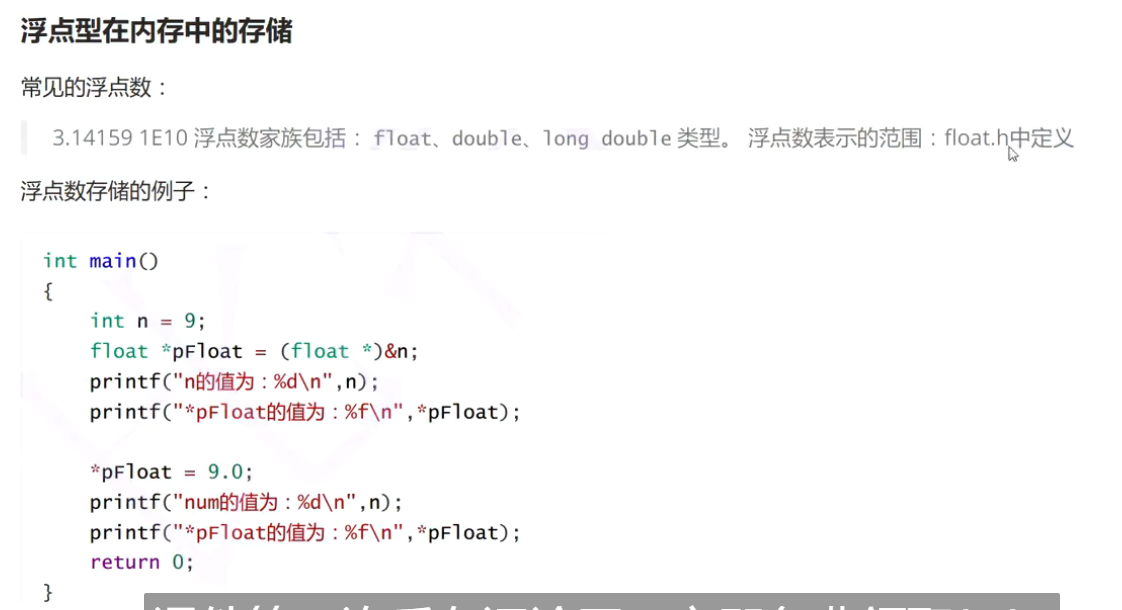 浮点型在内存中的存储
常见的浮点数：
3.14159 1E10 浮点数家族包括： float、double、long double 类型。 浮点数表示的范围：float.h中定义
浮点数存储的例子：
int main()
{
    int n = 9;
    float *pFloat = (float *)&n;
    printf("n的值为：%d\n",n);
    printf("*pFloat的值为：%f\n",*pFloat);

    *pFloat = 9.0;
    printf("num的值为：%d\n",n);
    printf("*pFloat的值为：%f\n",*pFloat);
    return 0;
}